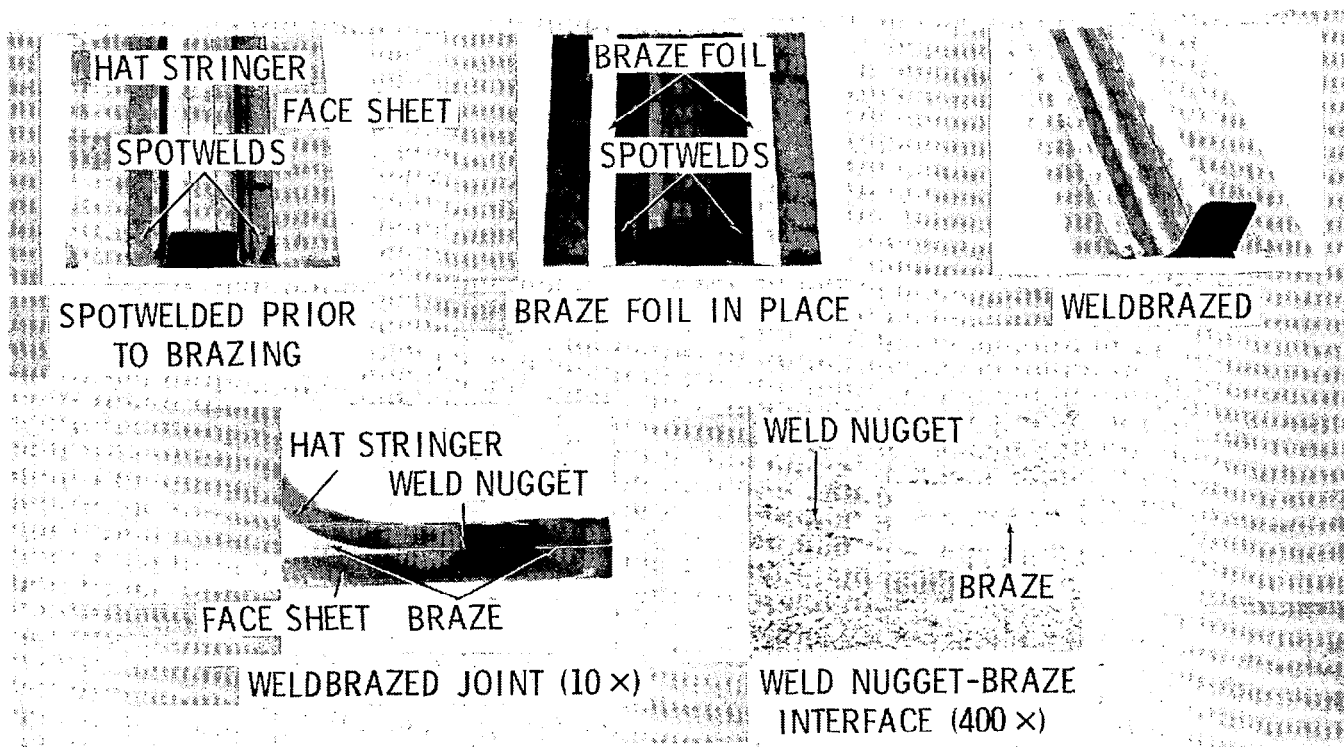 HAT STRINGER
FACE SHEET
SPOTWELDS
SPOTWELDED PRIOR
TO BRAZING
BRAZE FOIL
SPOTWELDS
BRAZE FOIL IN PLACE
WELDBRAZED
HAT STRINGER
WELD NUGGET
FACE SHEET BRAZE
WELDBRAZED JOINT (10 ×)
WELD NUGGET
BRAZE
WELD NUGGET-BRAZE
INTERFACE (400 ×)